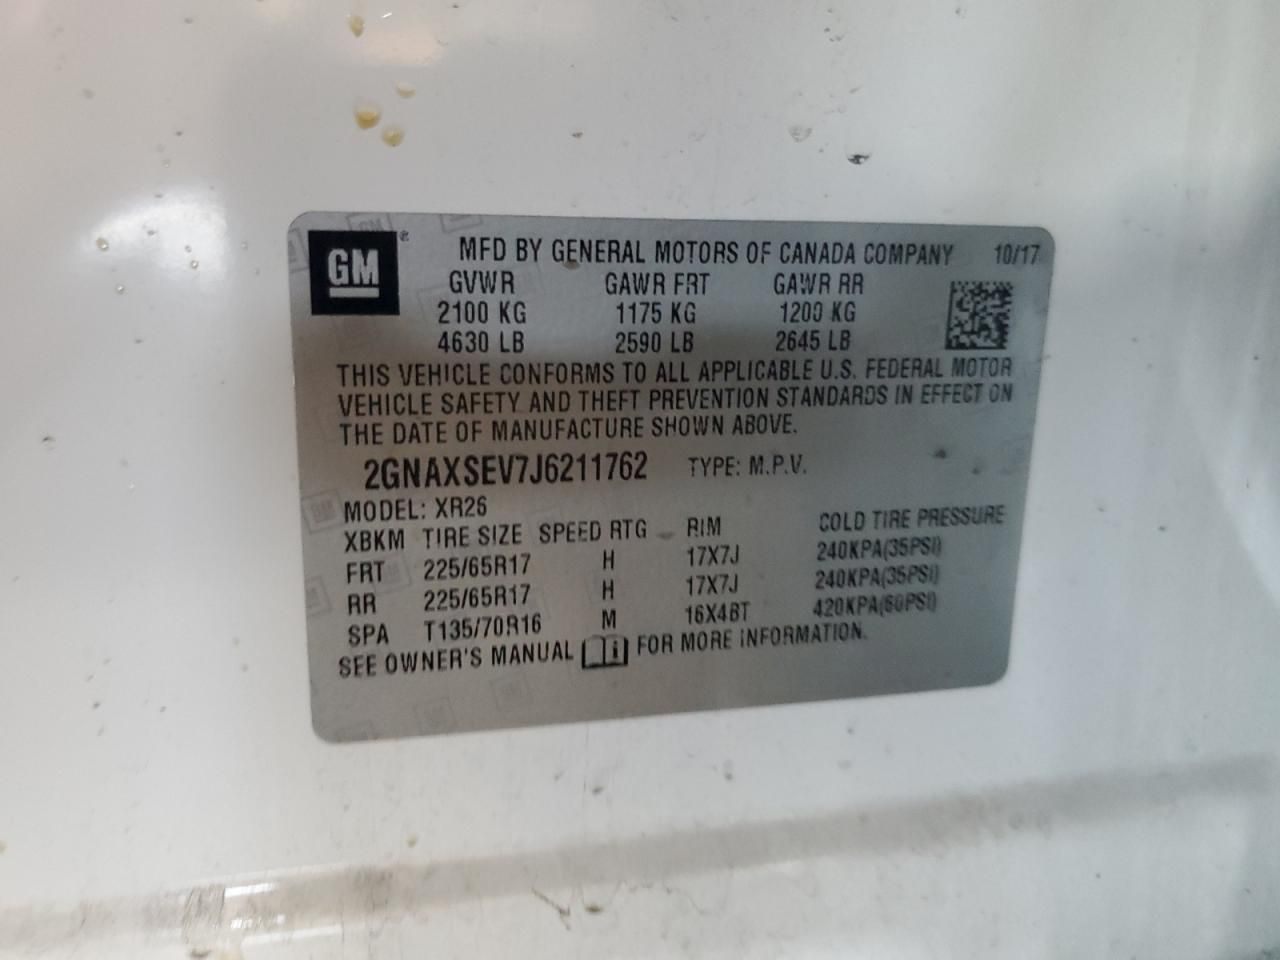 GM ® MFD BY GENERAL MOTORS OF CANADA COMPANY 10/17
GVWR GAWR FRT GAWR RR
2100 KG 1175 KG 1200 KG
4630 LB 2590 LB 2645 LB
THIS VEHICLE CONFORMS TO ALL APPLICABLE U.S. FEDERAL MOTOR
VEHICLE SAFETY AND THEFT PREVENTION STANDARDS IN EFFECT ON
THE DATE OF MANUFACTURE SHOWN ABOVE.
2GNAXSEV7J6211762 TYPE: M.P.V.
MODEL: XR26
XBKM TIRE SIZE SPEED RTG RIM COLD TIRE PRESSURE
FRT 225/65R17 H 17X7J 240KPA(35PSI)
RR 225/65R17 H 17X7J 240KPA(35PSI)
SPA T135/70R16 M 16X4BT 420KPA(60PSI)
SEE OWNER'S MANUAL i FOR MORE INFORMATION.